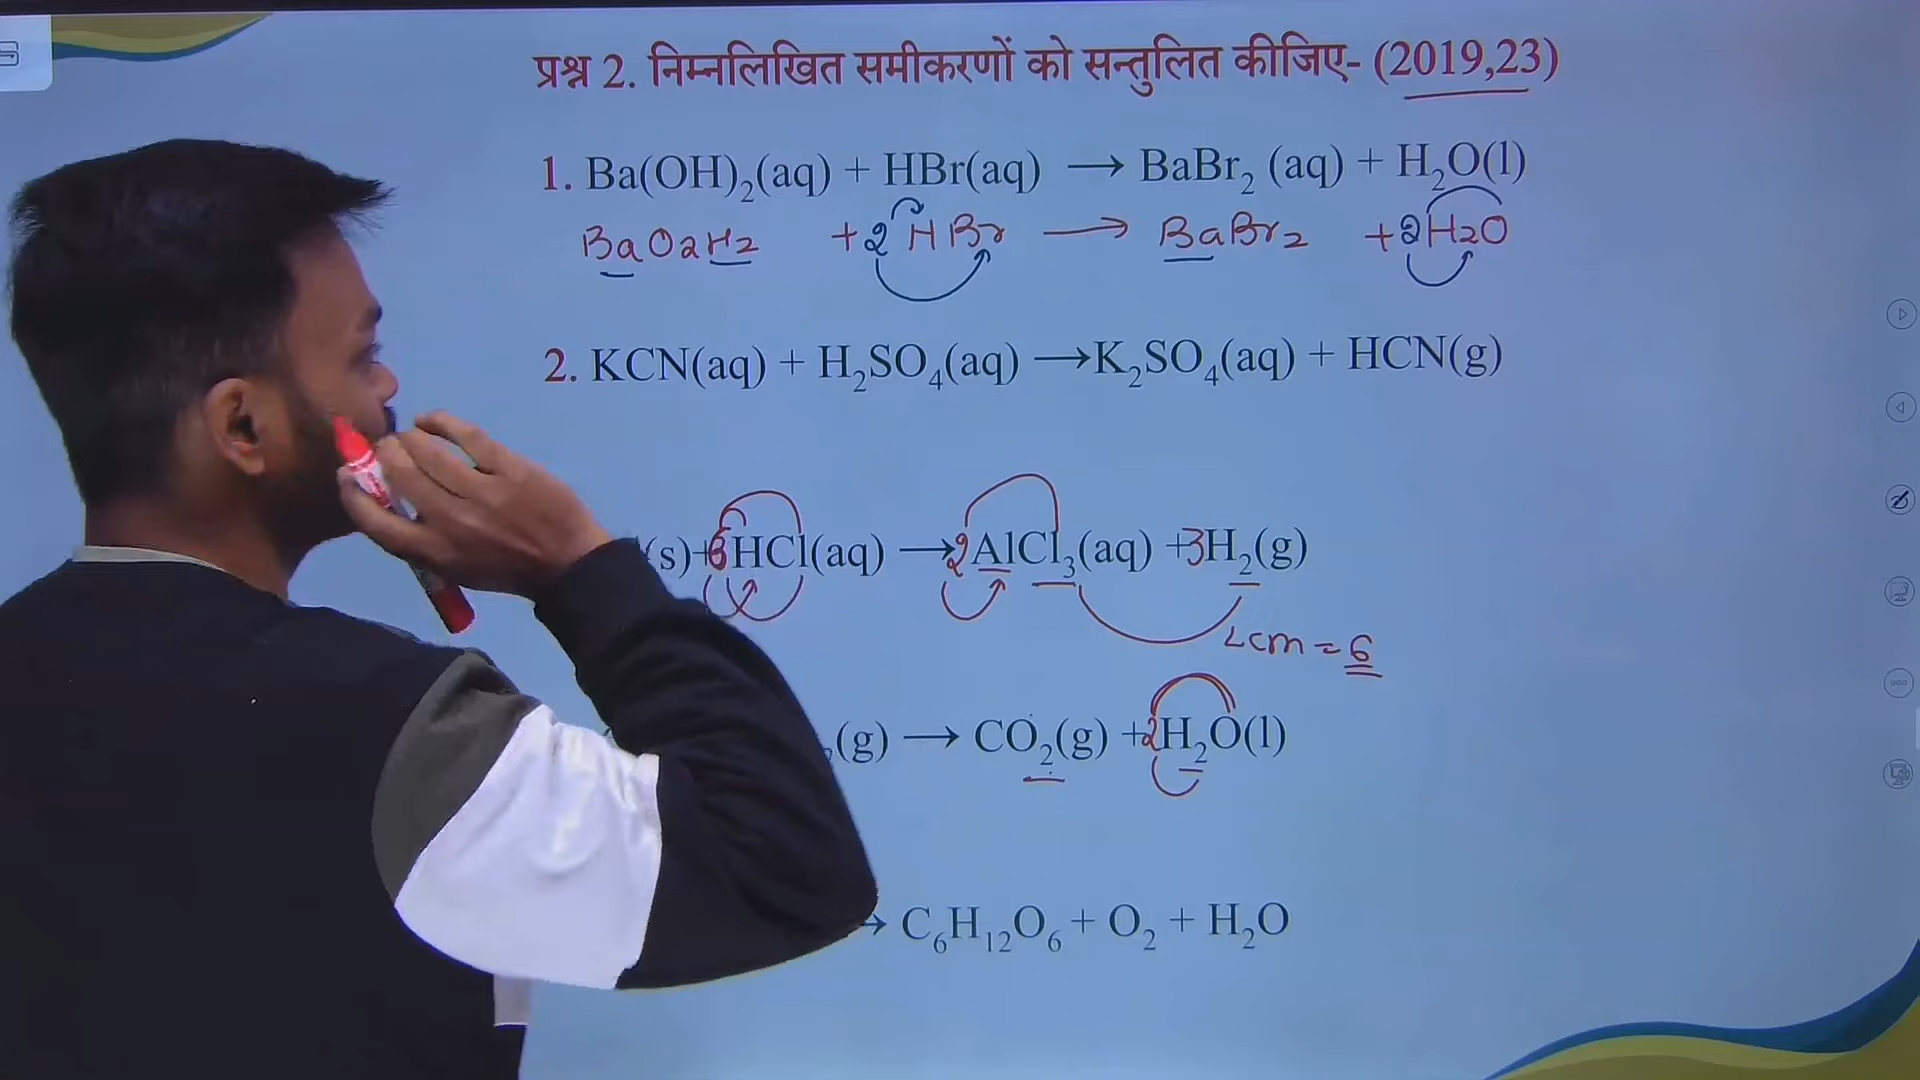 प्रश्न 2. निम्नलिखित समीकरणों को सन्तुलित कीजिए- (2019,23)
1. Ba(OH)₂(aq) + HBr(aq) → BaBr₂ (aq) + H₂O(l)
BaO2H2 + 2HBr → BaBr2 + 2H2O
2. KCN(aq) + H₂SO₄(aq) →K₂SO₄(aq) + HCN(g)
(s)+6HCl(aq) →2AlCl₃(aq) +3H₂(g)
Lcm = 6
₂(g) → CO₂(g) +2H₂O(l)
→ C₆H₁₂O₆ + O₂ + H₂O